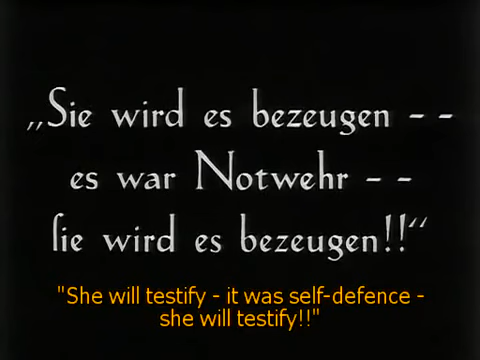 „Sie wird es bezeugen - -
es war Notwehr - -
ſie wird es bezeugen!!“
"She will testify - it was self-defence -
she will testify!!"